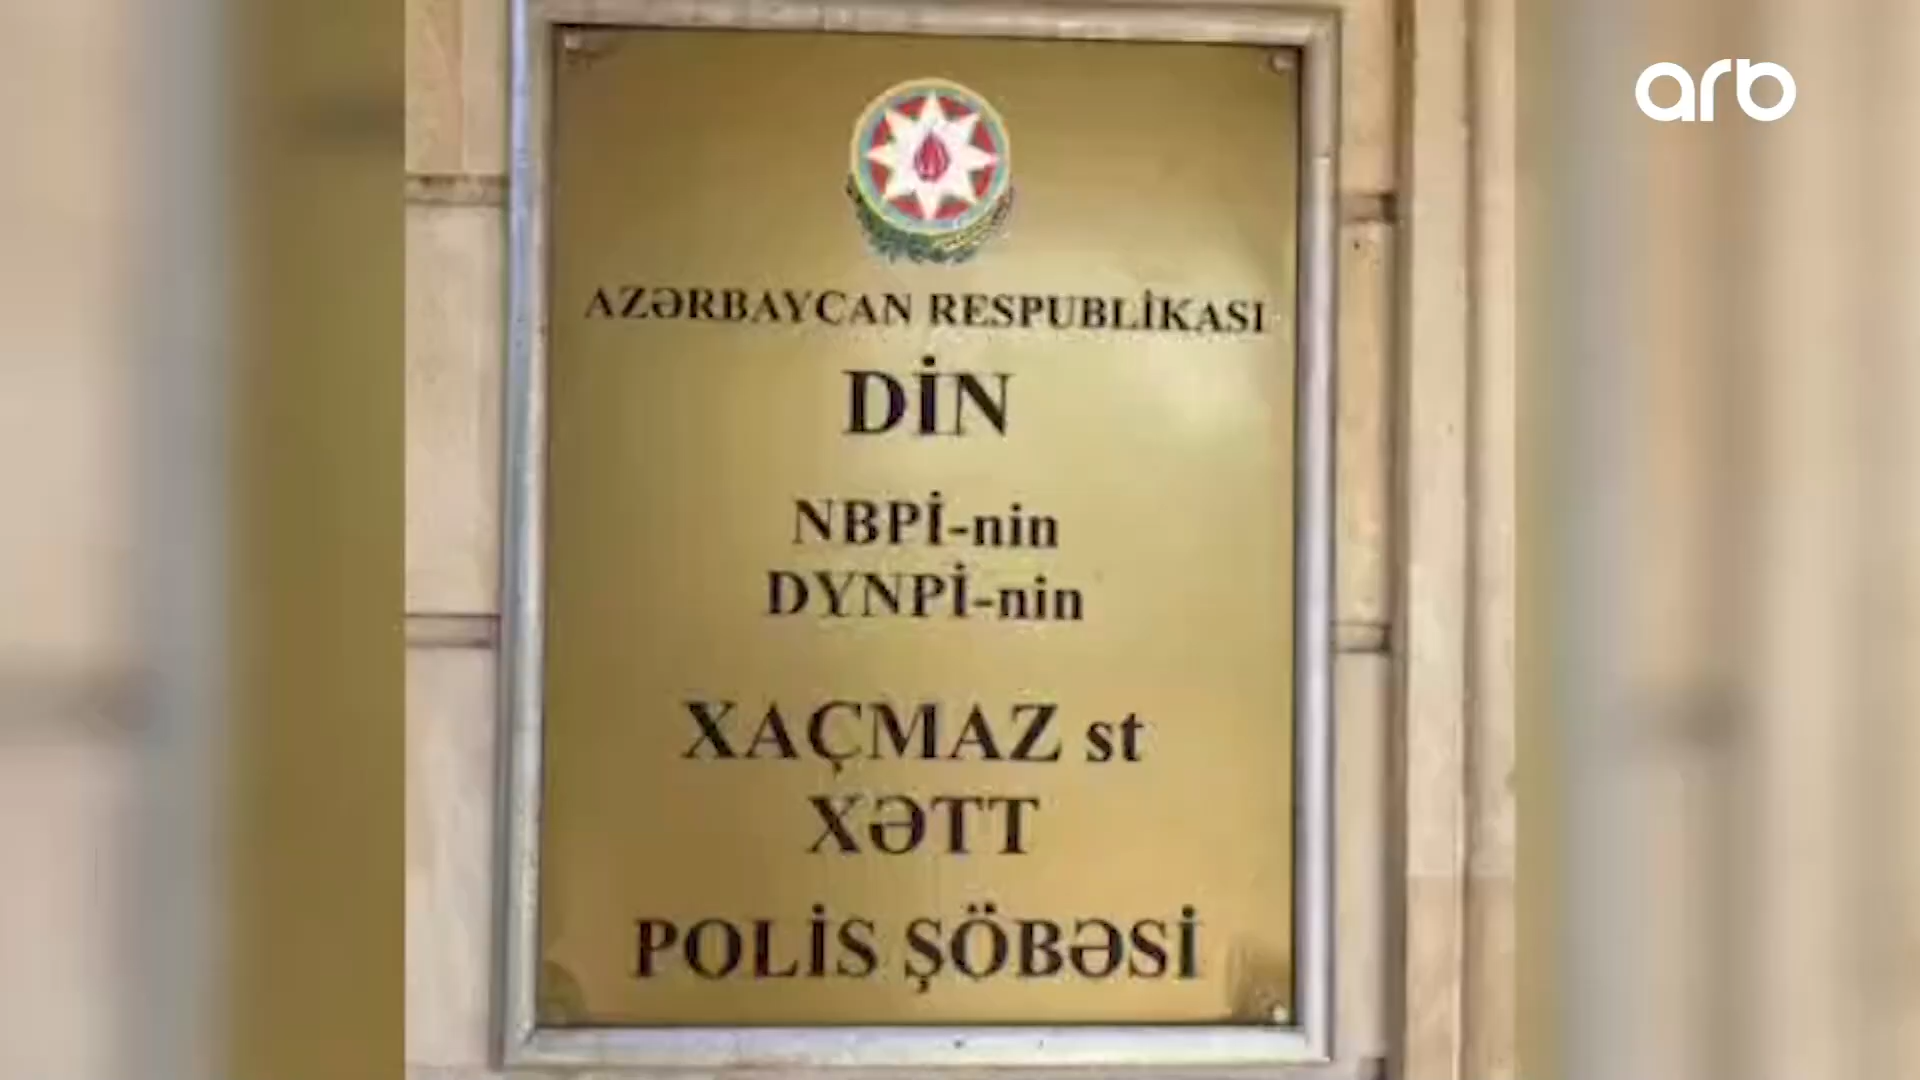 arb
AZƏRBAYCAN RESPUBLİKASI
DİN
NBPİ-nin
DYNPİ-nin
XAÇMAZ st
XƏTT
POLİS ŞÖBƏSİ